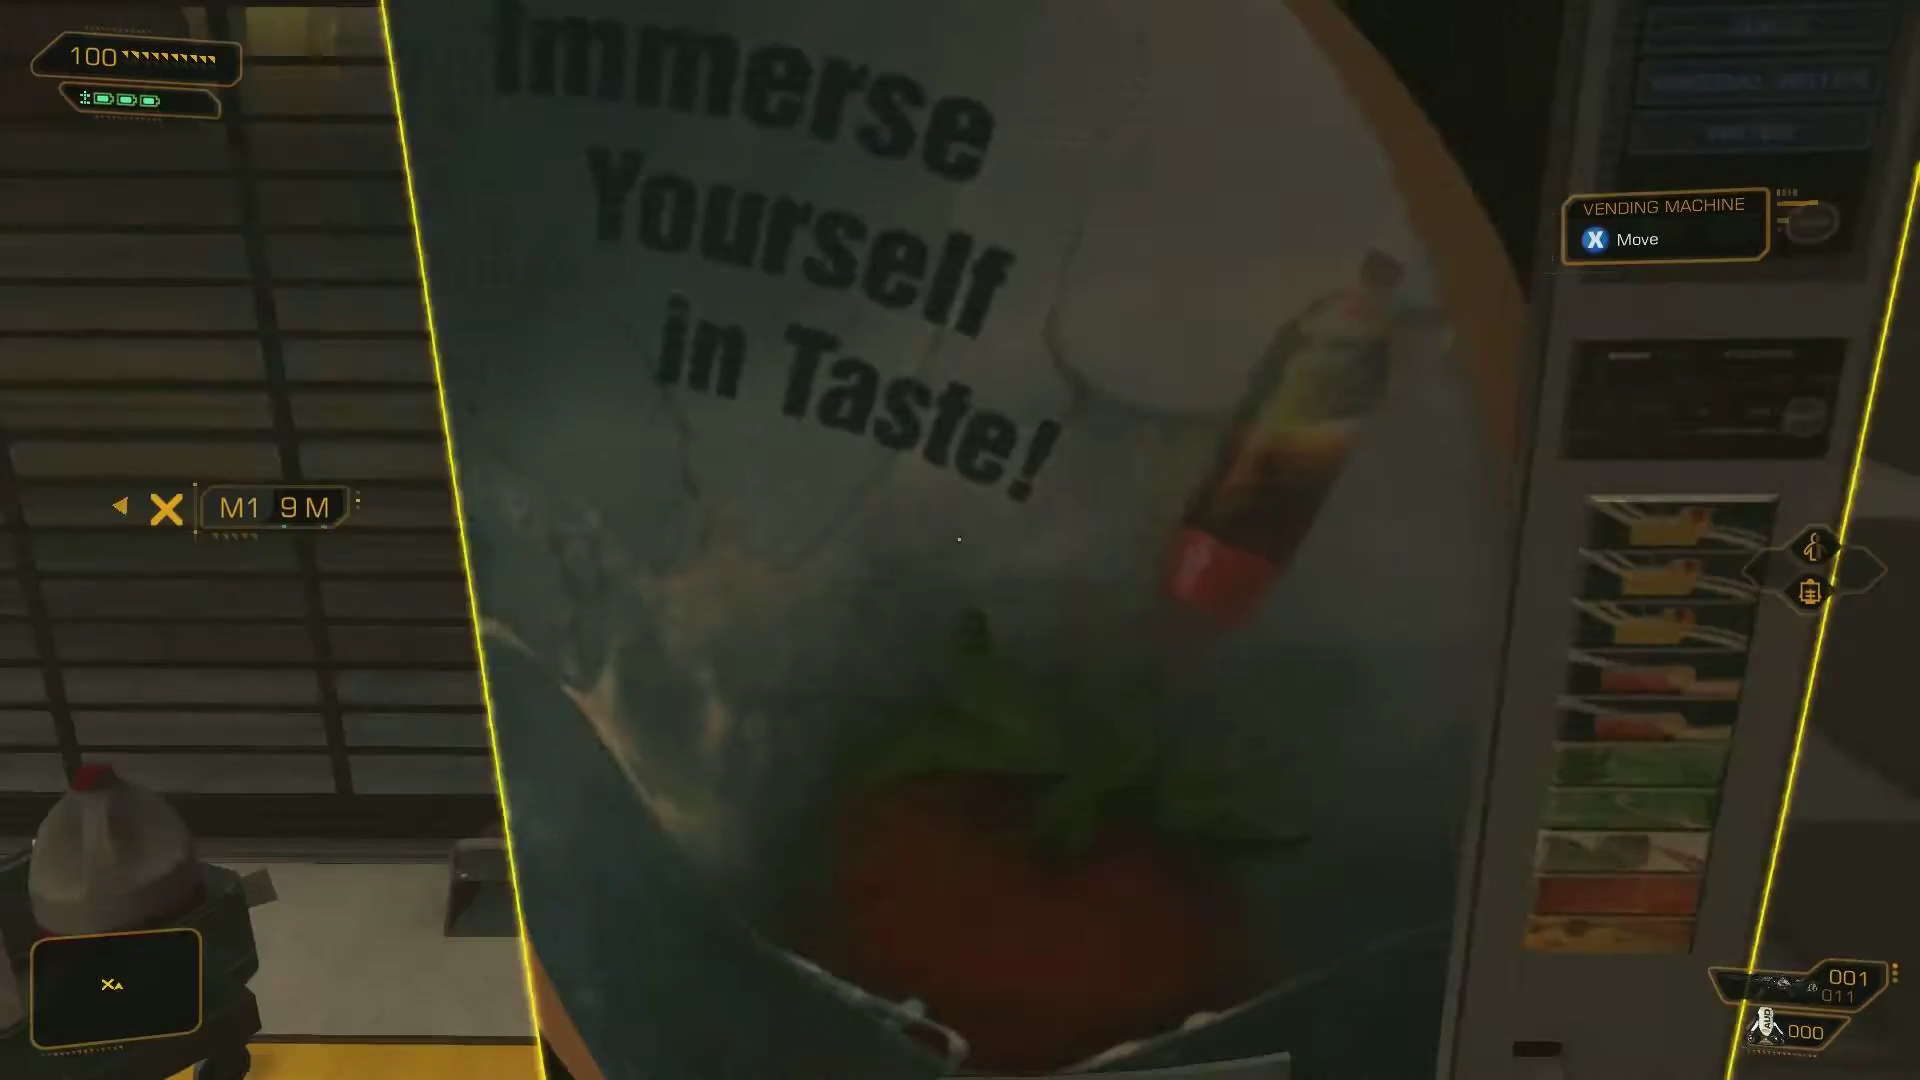 100
Immerse
Yourself
in Taste!
VENDING MACHINE
X Move
M1 9 M
001
011
000